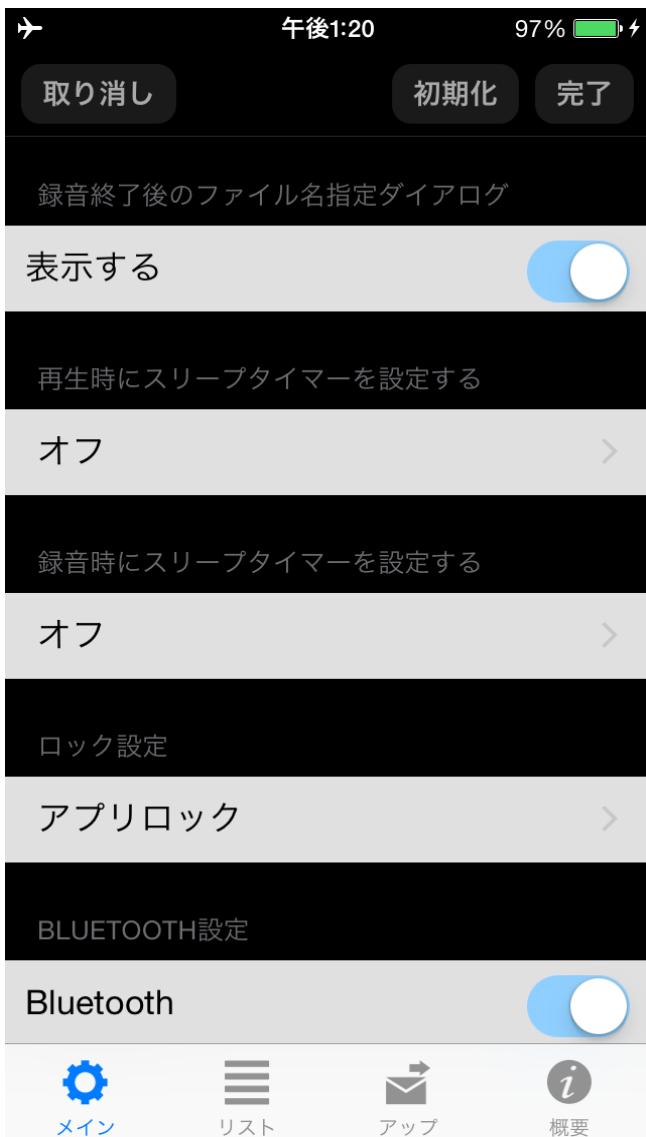 午後1:20 97%
取り消し 初期化 完了
録音終了後のファイル名指定ダイアログ
表示する
再生時にスリープタイマーを設定する
オフ
録音時にスリープタイマーを設定する
オフ
ロック設定
アプリロック
BLUETOOTH設定
Bluetooth
メイン リスト アップ 概要